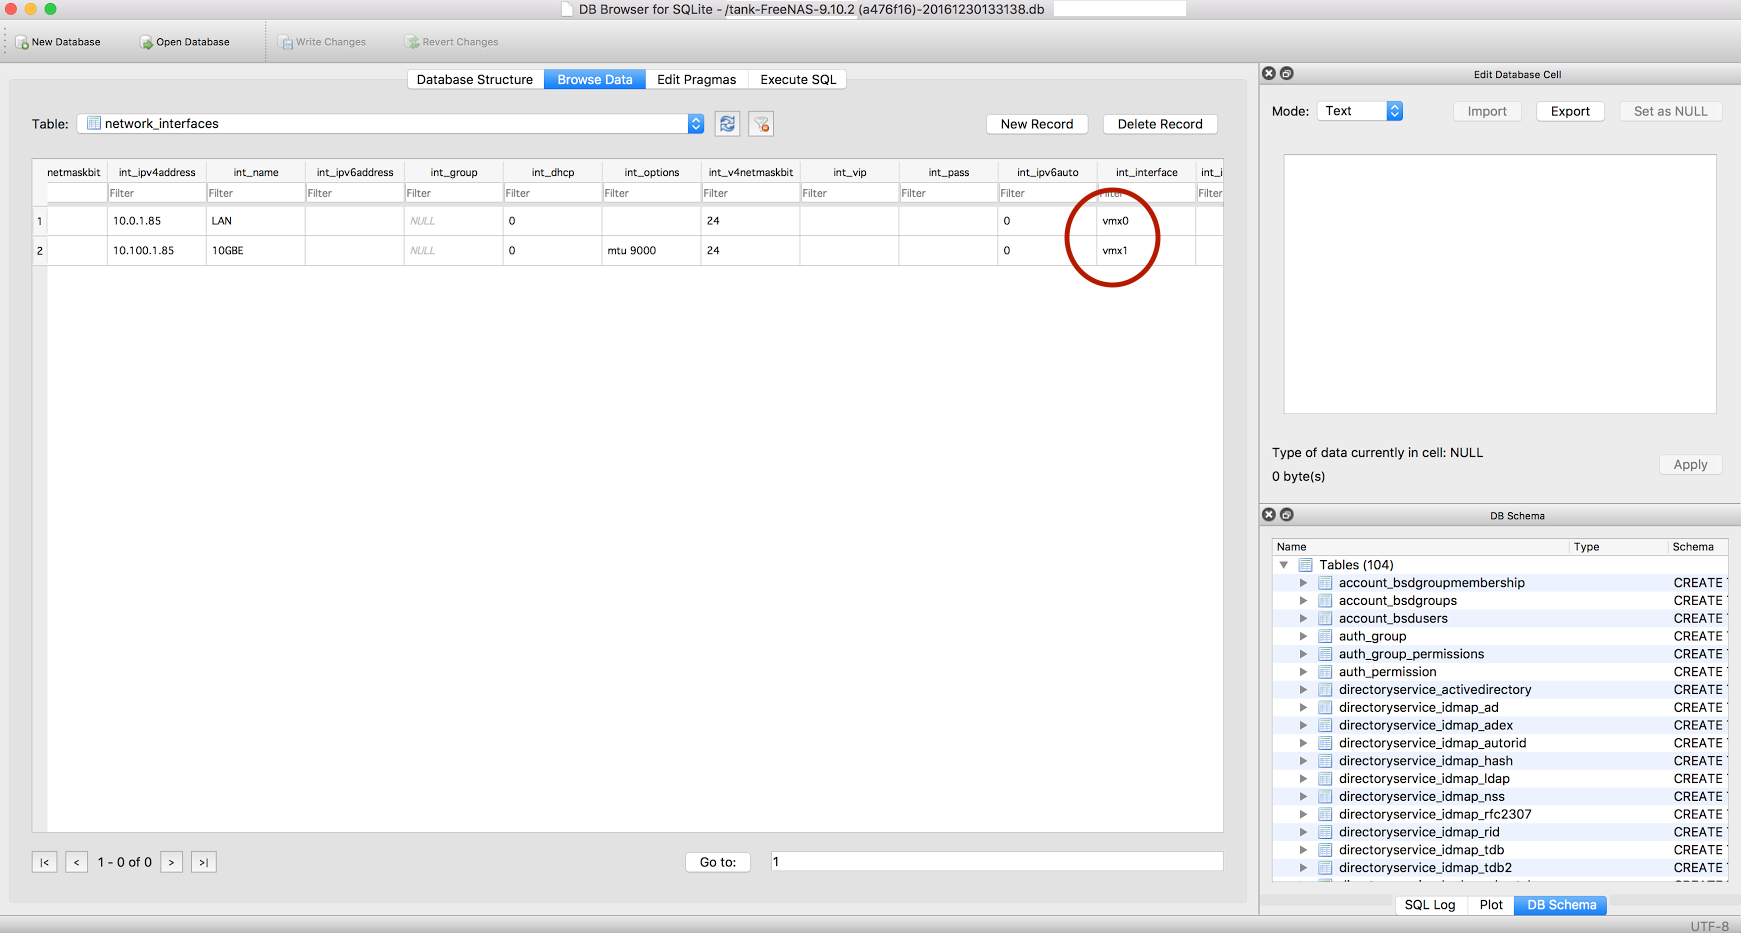 DB Browser for SQLite - /tank-FreeNAS-9.10.2 (a476f16)-20161230133138.db
New Database Open Database Write Changes Revert Changes
Database Structure Browse Data Edit Pragmas Execute SQL
Table: network_interfaces New Record Delete Record
netmaskbit int_ipv4address int_name int_ipv6address int_group int_dhcp int_options int_v4netmaskbit int_vip int_pass int_ipv6auto int_interface int_i
Filter Filter Filter Filter Filter Filter Filter Filter Filter Filter Filter Filter
1 10.0.1.85 LAN NULL 0 24 0 vmx0
2 10.100.1.85 10GBE NULL 0 mtu 9000 24 0 vmx1
|< < 1 - 0 of 0 > >| Go to: 1
Edit Database Cell
Mode: Text Import Export Set as NULL
Type of data currently in cell: NULL
0 byte(s)
Apply
DB Schema
Name Type Schema
Tables (104)
account_bsdgroupmembership CREATE
account_bsdgroups CREATE
account_bsdusers CREATE
auth_group CREATE
auth_group_permissions CREATE
auth_permission CREATE
directoryservice_activedirectory CREATE
directoryservice_idmap_ad CREATE
directoryservice_idmap_adex CREATE
directoryservice_idmap_autorid CREATE
directoryservice_idmap_hash CREATE
directoryservice_idmap_ldap CREATE
directoryservice_idmap_nss CREATE
directoryservice_idmap_rfc2307 CREATE
directoryservice_idmap_rid CREATE
directoryservice_idmap_tdb CREATE
directoryservice_idmap_tdb2 CREATE
SQL Log Plot DB Schema
UTF-8